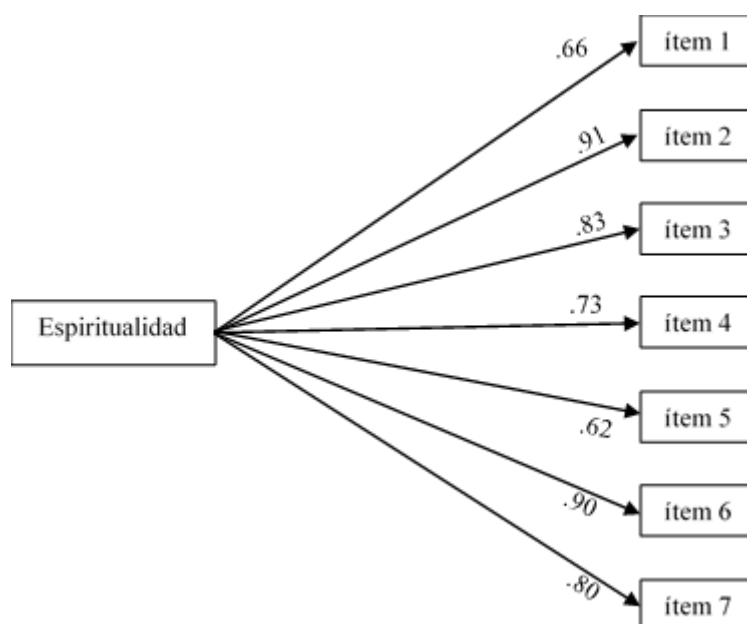 .66
ítem 1
.91
ítem 2
.83
ítem 3
Espiritualidad
.73
ítem 4
.62
ítem 5
.90
ítem 6
.80
ítem 7